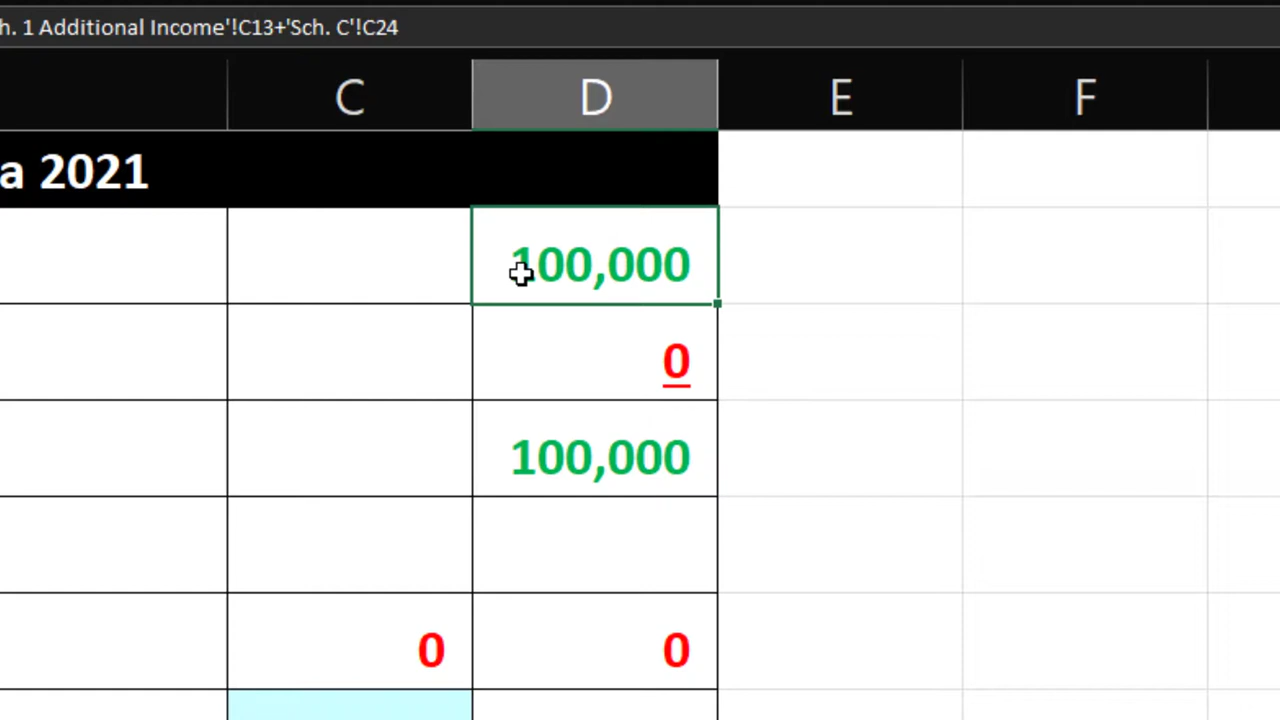 h. 1 Additional Income'!C13+'Sch. C'!C24
C D E F
a 2021
100,000
0
100,000
0 0